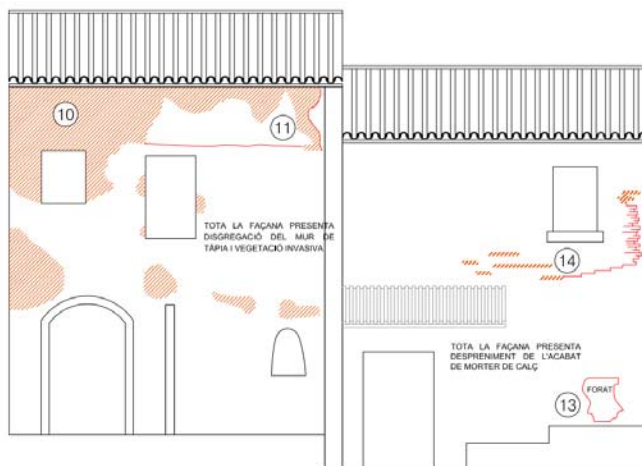 10
11
TOTA LA FAÇANA PRESENTA
DISGREGACIÓ DEL MUR DE
TÀPIA I VEGETACIÓ INVASIVA
14
TOTA LA FAÇANA PRESENTA
DESPRENIMENT DE L'ACABAT
DE MORTER DE CALÇ
FORAT
13